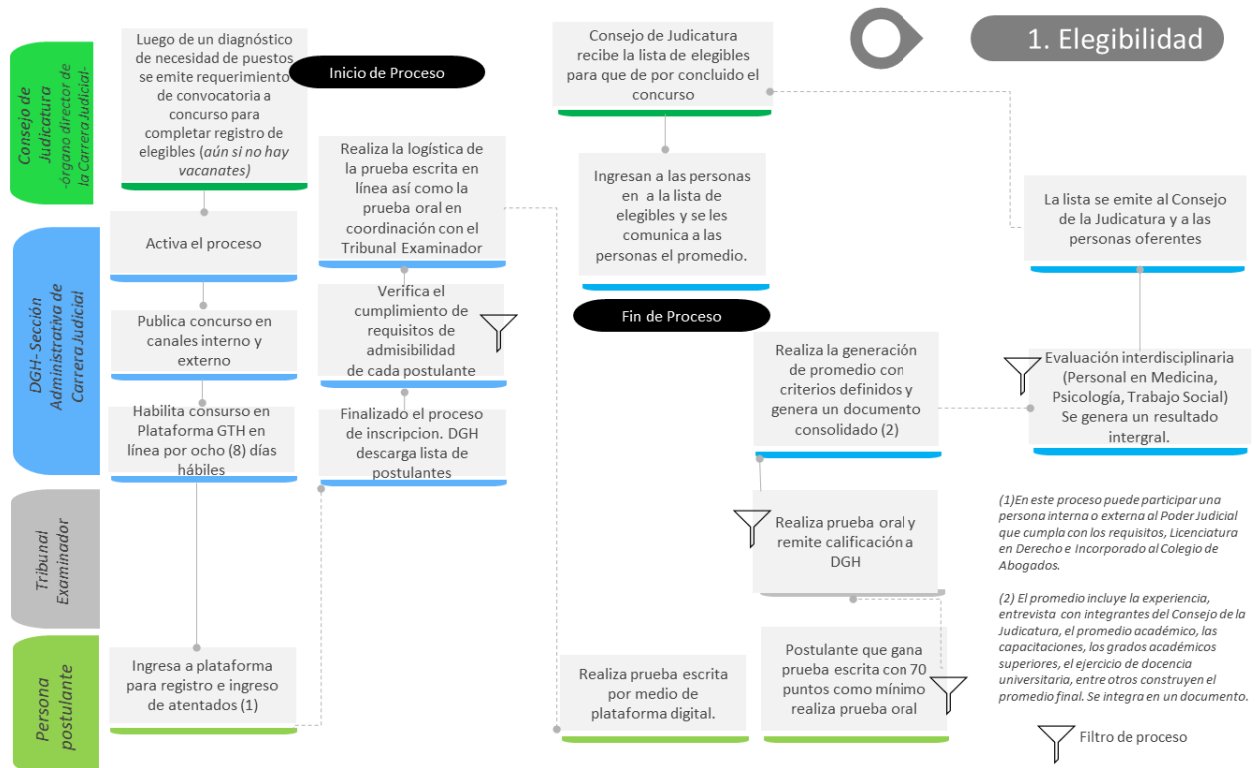 1. Elegibilidad
Consejo de
Judicatura
-órgano director de
la Carrera Judicial-
Luego de un diagnóstico
de necesidad de puestos
se emite requerimiento
de convocatoria a
concurso para
completar registro de
elegibles (aún si no hay
vacanates)
Inicio de Proceso
DGH- Sección
Administrativa de
Carrera Judicial
Activa el proceso
Publica concurso en
canales interno y
externo
Habilita consurso en
Plataforma GTH en
línea por ocho (8) días
hábiles
Tribunal
Examinador
Persona
postulante
Ingresa a plataforma
para registro e ingreso
de atentados (1)
Finalizado el proceso
de inscripcion. DGH
descarga lista de
postulantes
Verifica el
cumplimiento de
requisitos de
admisibilidad
de cada postulante
Realiza la logística de
la prueba escrita en
línea así como la
prueba oral en
coordinación con el
Tribunal Examinador
Realiza prueba escrita
por medio de
plataforma digital.
Postulante que gana
prueba escrita con 70
puntos como mínimo
realiza prueba oral
Realiza prueba oral y
remite calificación a
DGH
Realiza la generación
de promedio con
criterios definidos y
genera un documento
consolidado (2)
Evaluación interdisciplinaria
(Personal en Medicina,
Psicología, Trabajo Social)
Se genera un resultado
intergral.
La lista se emite al Consejo
de la Judicatura y a las
personas oferentes
Consejo de Judicatura
recibe la lista de elegibles
para que de por concluido el
concurso
Ingresan a las personas
en a la lista de
elegibles y se les
comunica a las
personas el promedio.
Fin de Proceso
(1)En este proceso puede participar una
persona interna o externa al Poder Judicial
que cumpla con los requisitos, Licenciatura
en Derecho e Incorporado al Colegio de
Abogados.
(2) El promedio incluye la experiencia,
entrevista con integrantes del Consejo de la
Judicatura, el promedio académico, las
capacitaciones, los grados académicos
superiores, el ejercicio de docencia
universitaria, entre otros construyen el
promedio final. Se integra en un documento.
Filtro de proceso